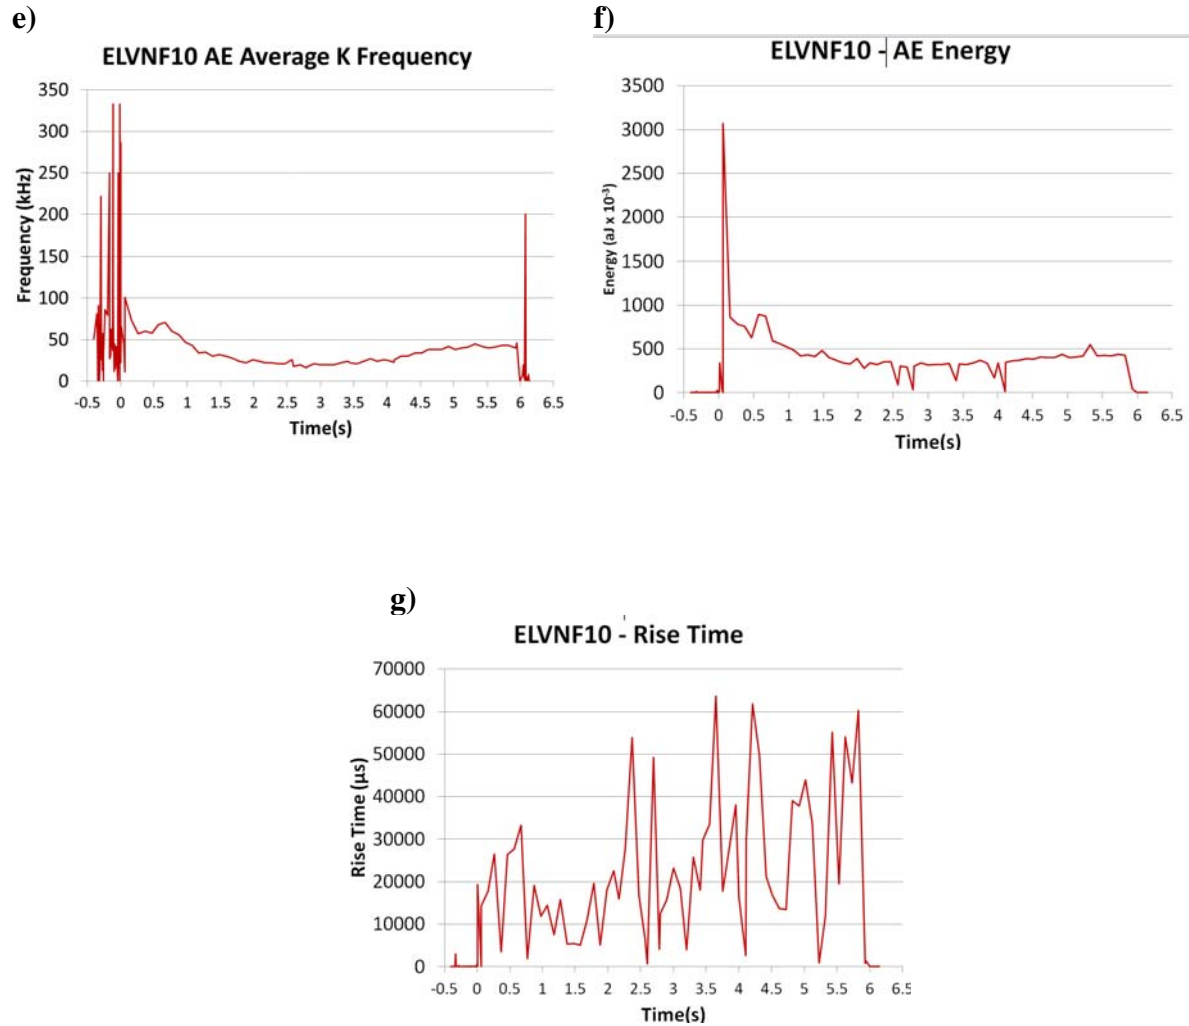 e)
ELVNF10 AE Average K Frequency
350
300
250
200
150
100
50
0
Frequency (kHz)
-0.5 0 0.5 1 1.5 2 2.5 3 3.5 4 4.5 5 5.5 6 6.5
Time(s)
f)
ELVNF10 - AE Energy
3500
3000
2500
2000
1500
1000
500
0
Energy (aJ x 10⁻³)
-0.5 0 0.5 1 1.5 2 2.5 3 3.5 4 4.5 5 5.5 6 6.5
Time(s)
g)
ELVNF10 - Rise Time
70000
60000
50000
40000
30000
20000
10000
0
Rise Time (µs)
-0.5 0 0.5 1 1.5 2 2.5 3 3.5 4 4.5 5 5.5 6 6.5
Time(s)